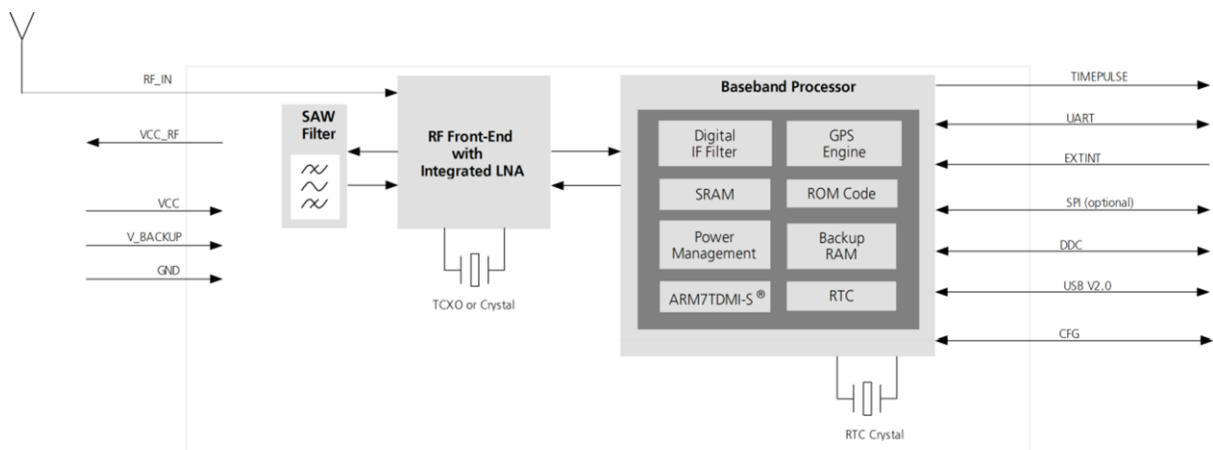 RF_IN
VCC_RF
VCC
V_BACKUP
GND
SAW
Filter
RF Front-End
with
Integrated LNA
TCXO or Crystal
Baseband Processor
Digital
IF Filter
GPS
Engine
SRAM
ROM Code
Power
Management
Backup
RAM
ARM7TDMI-S ®
RTC
RTC Crystal
TIMEPULSE
UART
EXTINT
SPI (optional)
DDC
USB V2.0
CFG